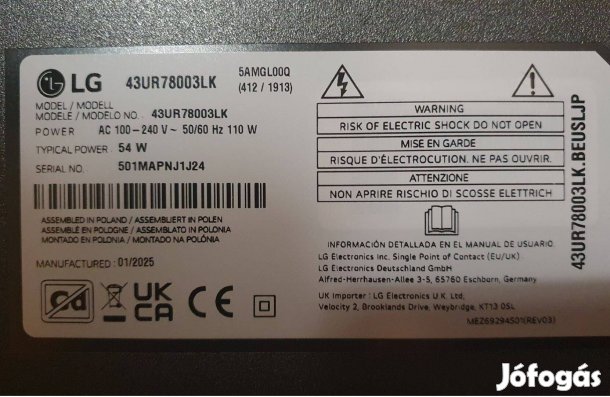 LG 43UR78003LK 5AMGL00Q
(412 / 1913)
MODEL / MODELL
MODÈLE / MODELO NO. 43UR78003LK
POWER AC 100-240 V ~ 50/60 Hz 110 W
TYPICAL POWER 54 W
SERIAL NO. 501MAPNJ1J24
ASSEMBLED IN POLAND / ASSEMBLIERT IN POLEN
ASSEMBLÉ EN POLOGNE / ASSEMBLATO IN POLONIA
MONTADO EN POLONIA / MONTADO NA POLÓNIA
MANUFACTURED : 01/2025
UK
CA
CE
WARNING
RISK OF ELECTRIC SHOCK DO NOT OPEN
MISE EN GARDE
RISQUE D'ÉLECTROCUTION. NE PAS OUVRIR.
ATTENZIONE
NON APRIRE RISCHIO DI SCOSSE ELETTRICH
INFORMACIÓN DETALLADA EN EL MANUAL DE USUARIO.
LG Electronics Inc. Single Point of Contact (EU/UK) :
LG Electronics Deutschland GmbH
Alfred-Herrhausen-Allee 3-5, 65760 Eschborn, Germany
UK Importer : LG Electronics U.K. Ltd,
Velocity 2, Brooklands Drive, Weybridge, KT13 0SL
MEZ69294501(REV03)
43UR78003LK.BEUSLJP
Jófogás